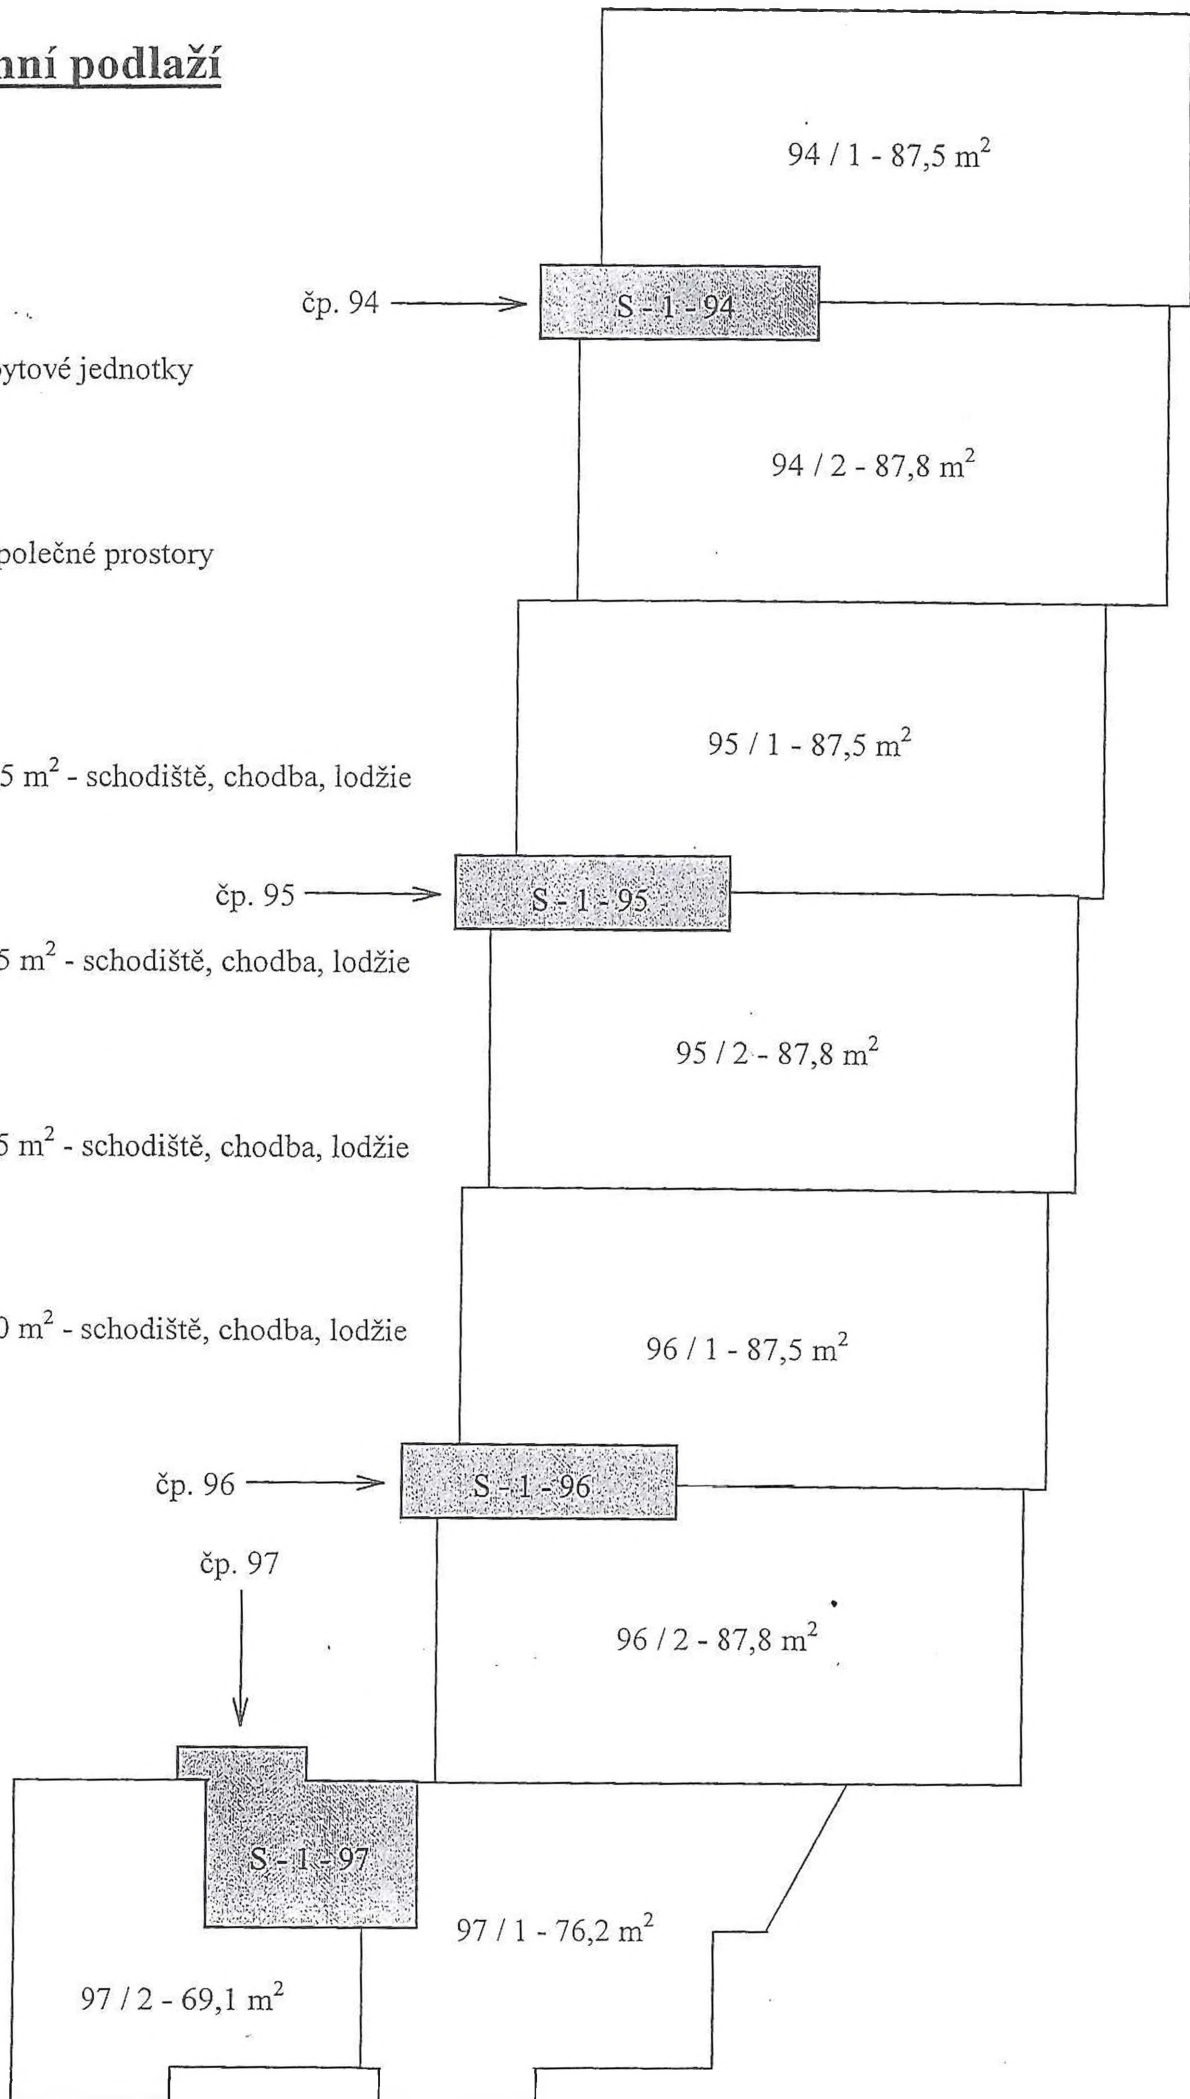 nní podlaží
94 / 1 - 87,5 m²
čp. 94
S - 1 - 94
bytové jednotky
94 / 2 - 87,8 m²
polečné prostory
95 / 1 - 87,5 m²
5 m² - schodiště, chodba, lodžie
čp. 95
S - 1 - 95
5 m² - schodiště, chodba, lodžie
95 / 2 - 87,8 m²
5 m² - schodiště, chodba, lodžie
0 m² - schodiště, chodba, lodžie
96 / 1 - 87,5 m²
čp. 96
S - 1 - 96
čp. 97
96 / 2 - 87,8 m²
S - 1 - 97
97 / 1 - 76,2 m²
97 / 2 - 69,1 m²